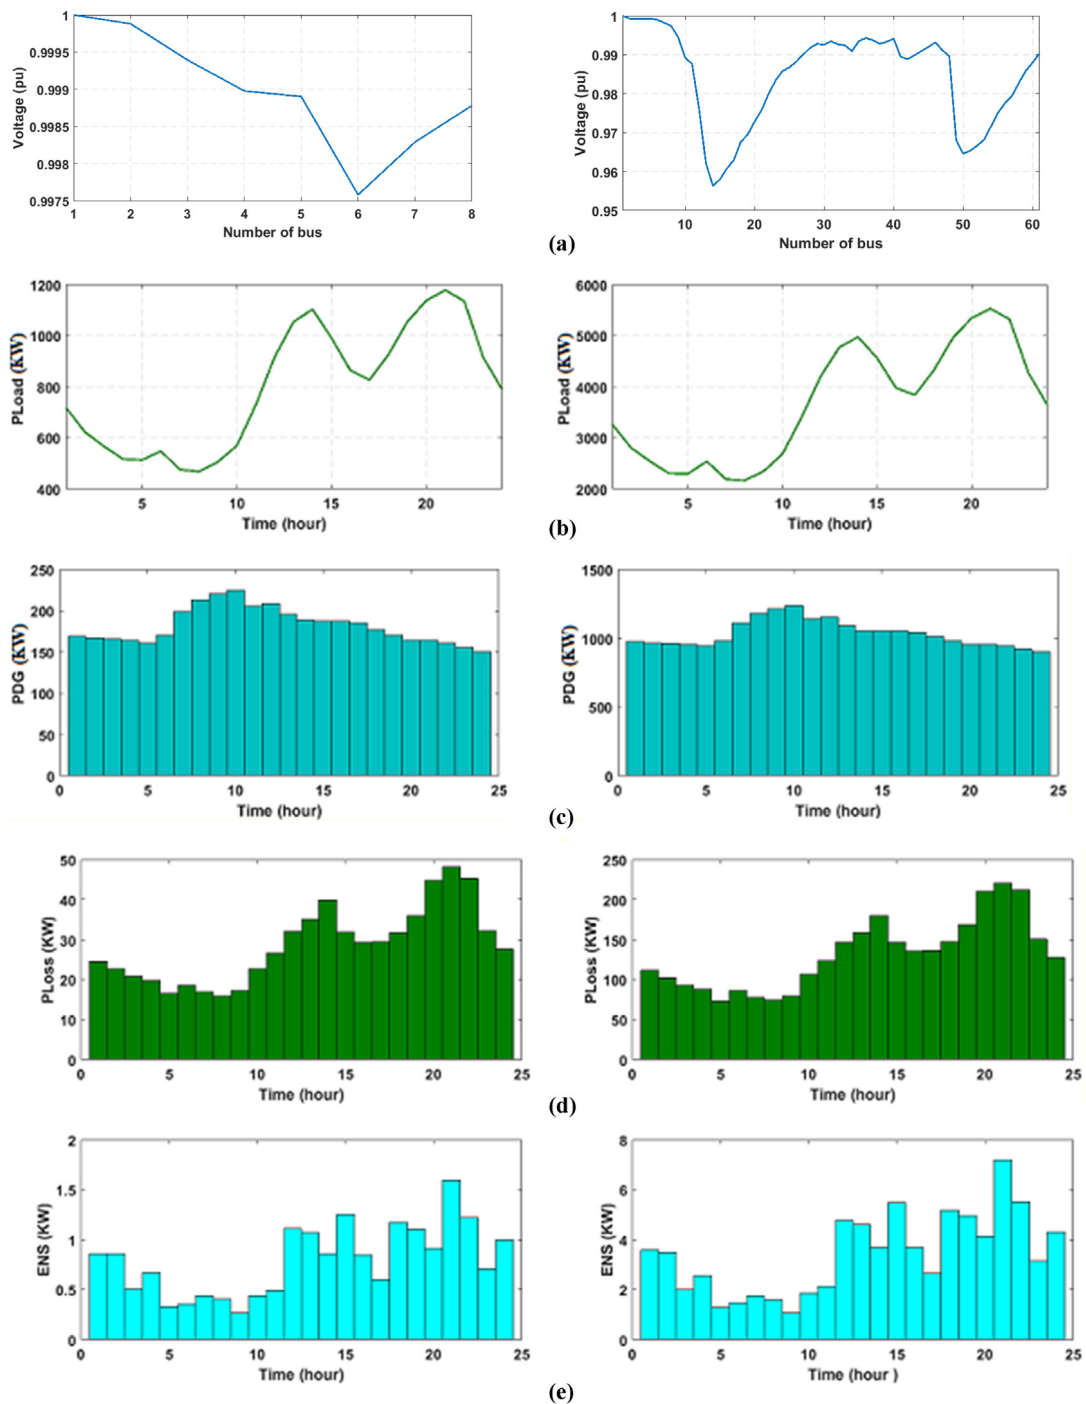 1
0.9995
0.999
0.9985
0.998
0.9975
Voltage (pu)
1 2 3 4 5 6 7 8
Number of bus
1
0.99
0.98
0.97
0.96
0.95
Voltage (pu)
10 20 30 40 50 60
Number of bus
(a)
1200
1000
800
600
400
PLoad (KW)
5 10 15 20
Time (hour)
6000
5000
4000
3000
2000
PLoad (KW)
5 10 15 20
Time (hour)
(b)
250
200
150
100
50
0
PDG (KW)
0 5 10 15 20 25
Time (hour)
1500
1000
500
0
PDG (KW)
0 5 10 15 20 25
Time (hour)
(c)
50
40
30
20
10
0
PLoss (KW)
0 5 10 15 20 25
Time (hour)
250
200
150
100
50
0
PLoss (KW)
0 5 10 15 20 25
Time (hour)
(d)
2
1.5
1
0.5
0
ENS (KW)
0 5 10 15 20 25
Time (hour)
8
6
4
2
0
ENS (KW)
0 5 10 15 20 25
Time (hour )
(e)